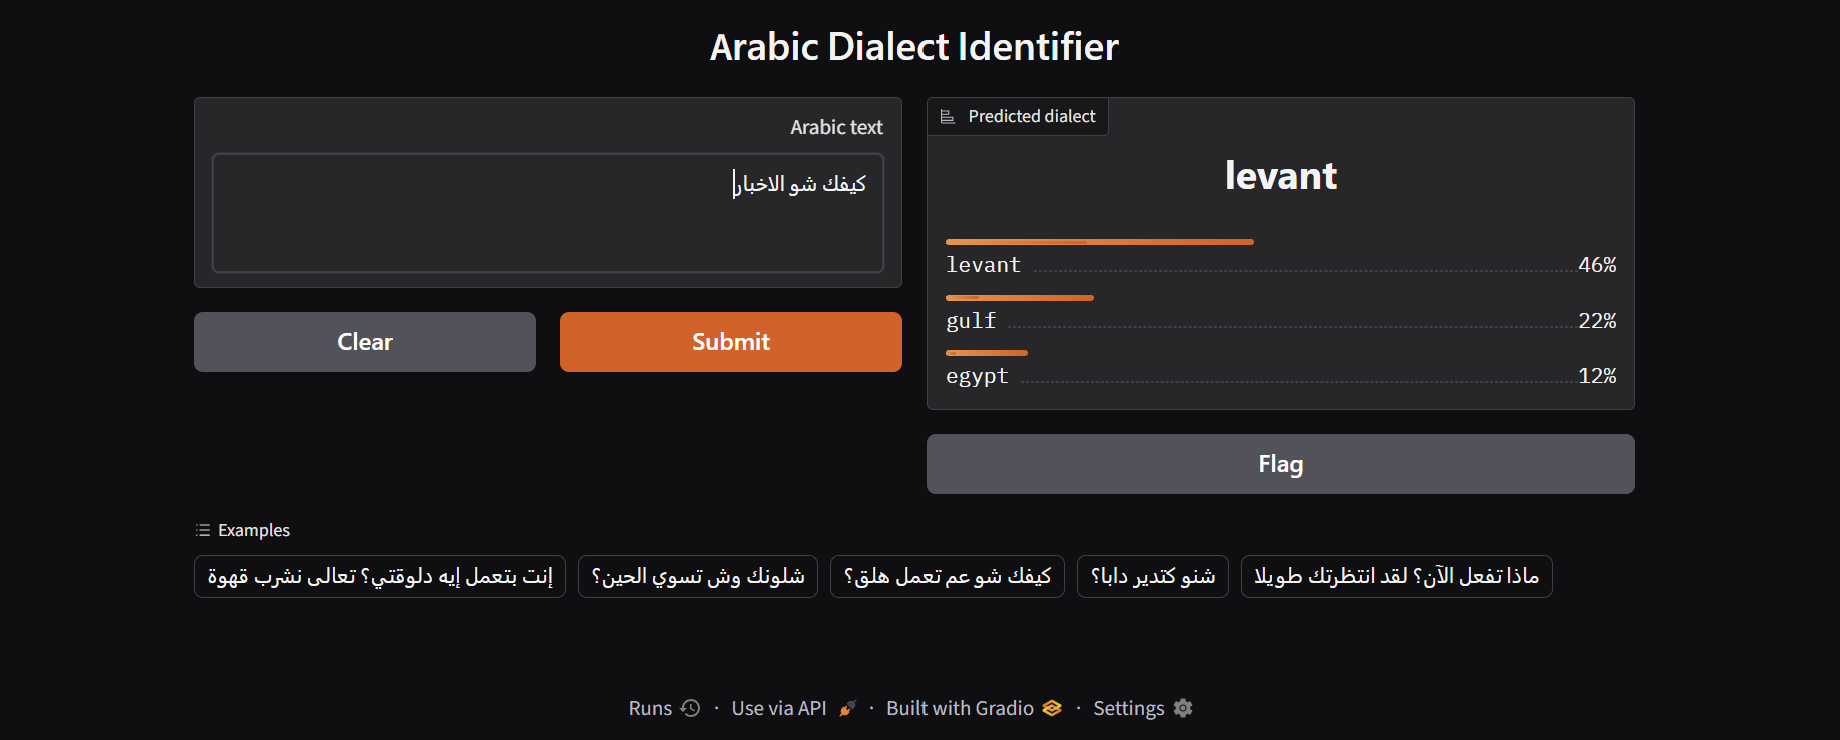 Arabic Dialect Identifier
Arabic text
كيفك شو الاخبار
Clear
Submit
Predicted dialect
levant
levant 46%
gulf 22%
egypt 12%
Flag
Examples
إنت بتعمل إيه دلوقتي؟ تعالى نشرب قهوة
شلونك وش تسوي الحين؟
كيفك شو عم تعمل هلق؟
شنو كتدير دابا؟
ماذا تفعل الآن؟ لقد انتظرتك طويلا
Runs · Use via API · Built with Gradio · Settings